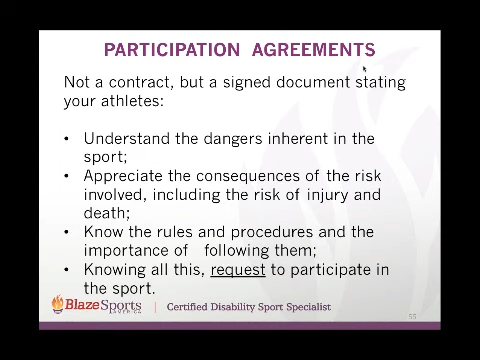 PARTICIPATION AGREEMENTS
Not a contract, but a signed document stating
your athletes:
• Understand the dangers inherent in the
sport;
• Appreciate the consequences of the risk
involved, including the risk of injury and
death;
• Know the rules and procedures and the
importance of following them;
• Knowing all this, request to participate in
the sport.
BlazeSports
AMERICA
Certified Disability Sport Specialist
55